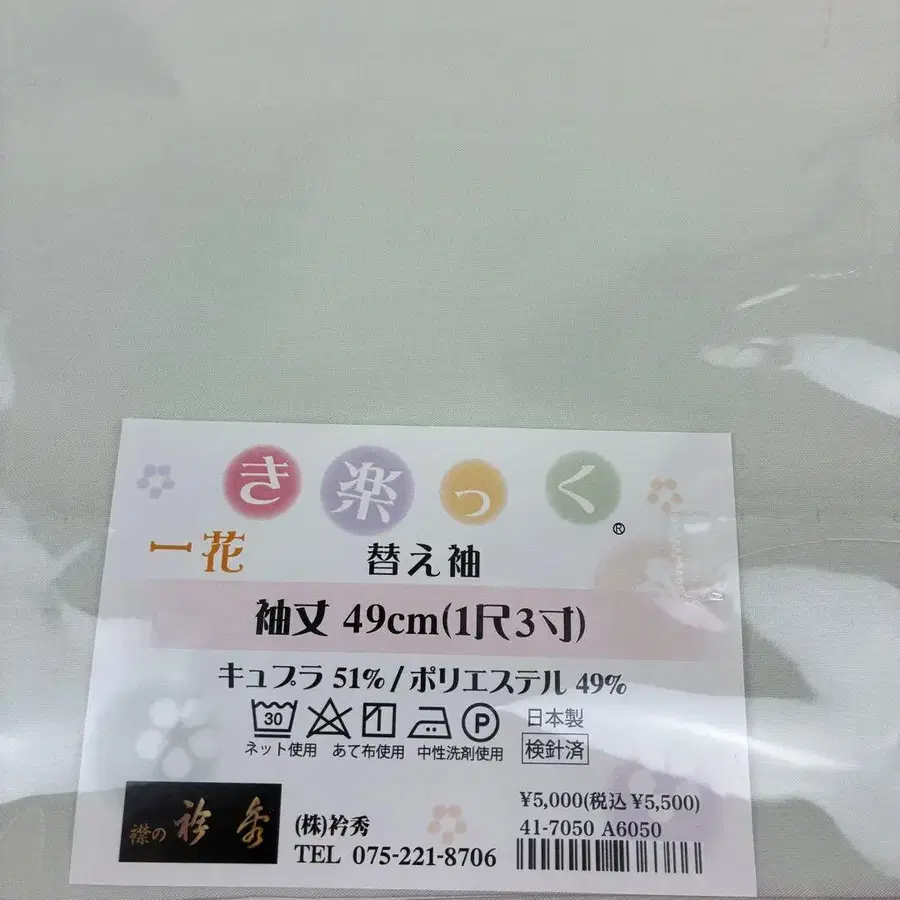 き楽っく
®
一花 替え袖
袖丈 49cm(1尺3寸)
キュプラ 51% / ポリエステル 49%
30 P 日本製
ネット使用 あて布使用 中性洗剤使用 検針済
¥5,000(税込 ¥5,500)
襟の 衿秀 (株)衿秀 41-7050 A6050
TEL 075-221-8706